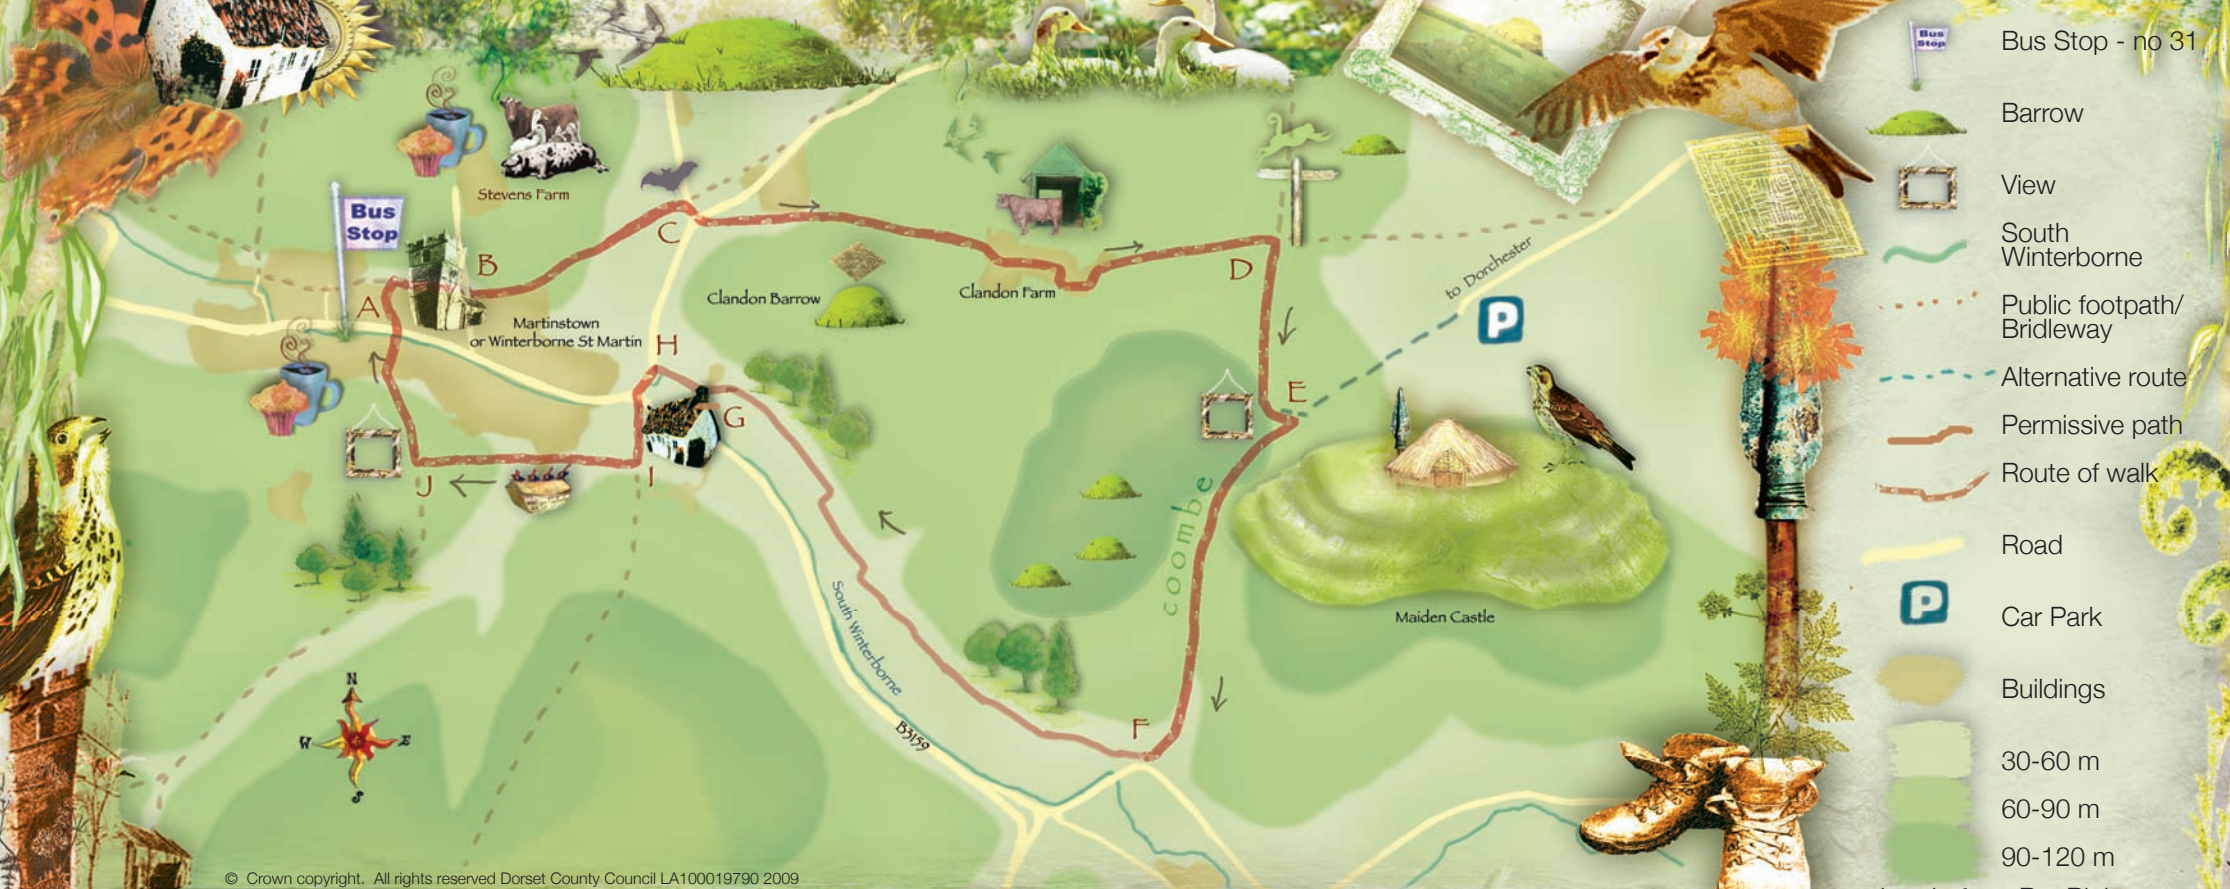 Bus
Stop
Stevens Farm
A
B
C
Martinstown
or Winterborne St Martin
Clandon Barrow
Clandon Farm
D
to Dorchester
P
E
H
G
I
J
coombe
Maiden Castle
South Winterborne
B3159
F
N
W
E
S
© Crown copyright. All rights reserved Dorset County Council LA100019790 2009
Bus
Stop
Bus Stop - no 31
Barrow
View
South
Winterborne
Public footpath/
Bridleway
Alternative route
Permissive path
Route of walk
Road
P
Car Park
Buildings
30-60 m
60-90 m
90-120 m